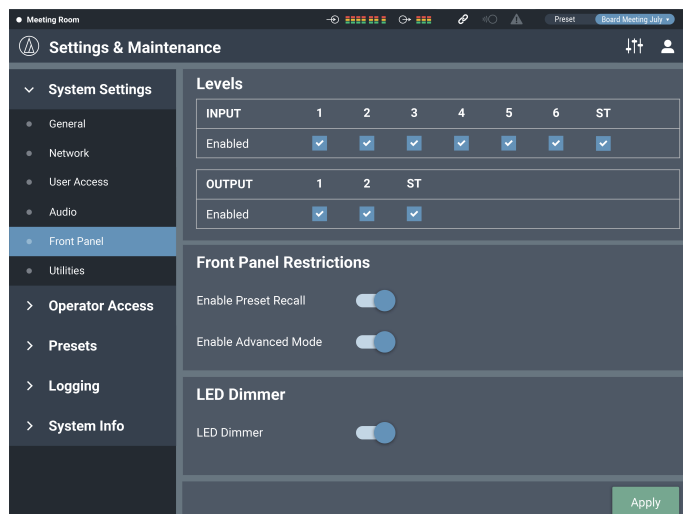 Meeting Room
Preset
Board Meeting July
Settings & Maintenance
System Settings
General
Network
User Access
Audio
Front Panel
Utilities
Operator Access
Presets
Logging
System Info
Levels
INPUT 1 2 3 4 5 6 ST
Enabled
OUTPUT 1 2 ST
Enabled
Front Panel Restrictions
Enable Preset Recall
Enable Advanced Mode
LED Dimmer
LED Dimmer
Apply